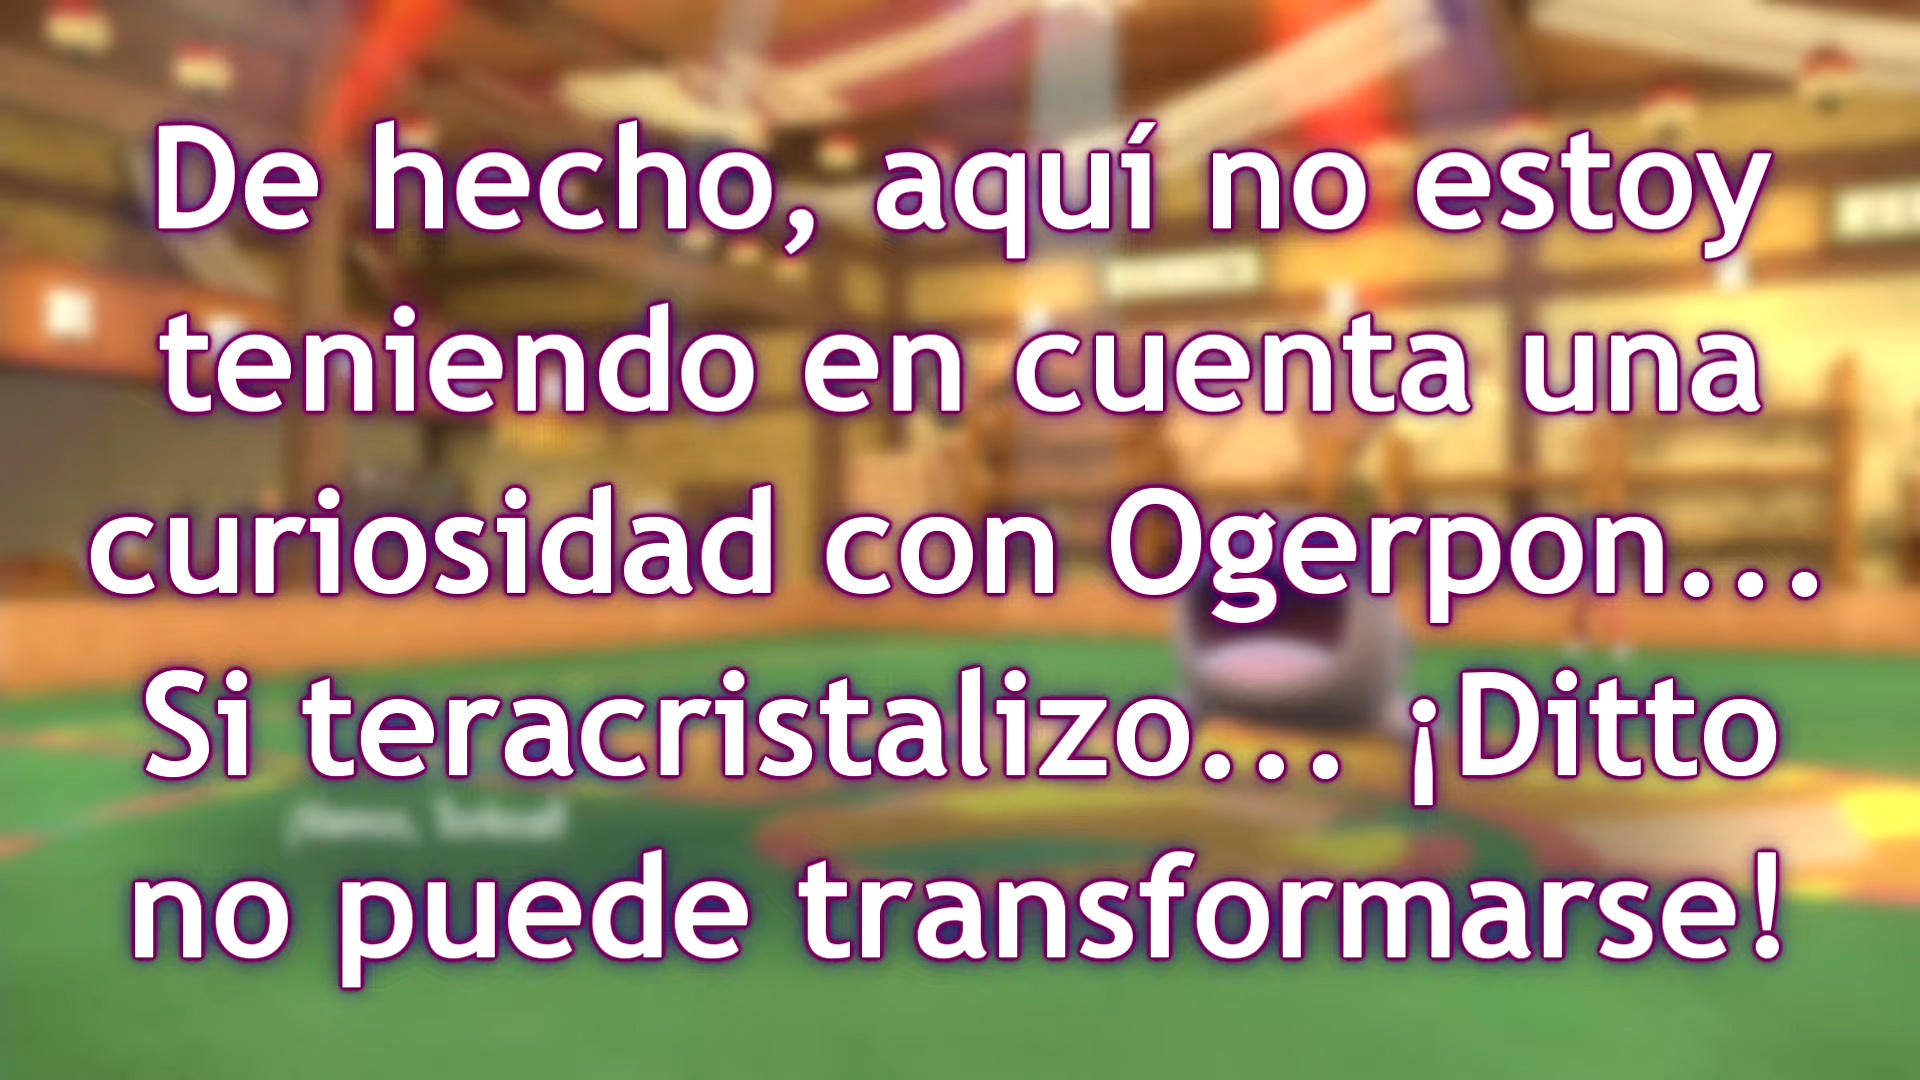 De hecho, aquí no estoy
teniendo en cuenta una
curiosidad con Ogerpon...
Si teracristalizo... ¡Ditto
no puede transformarse!